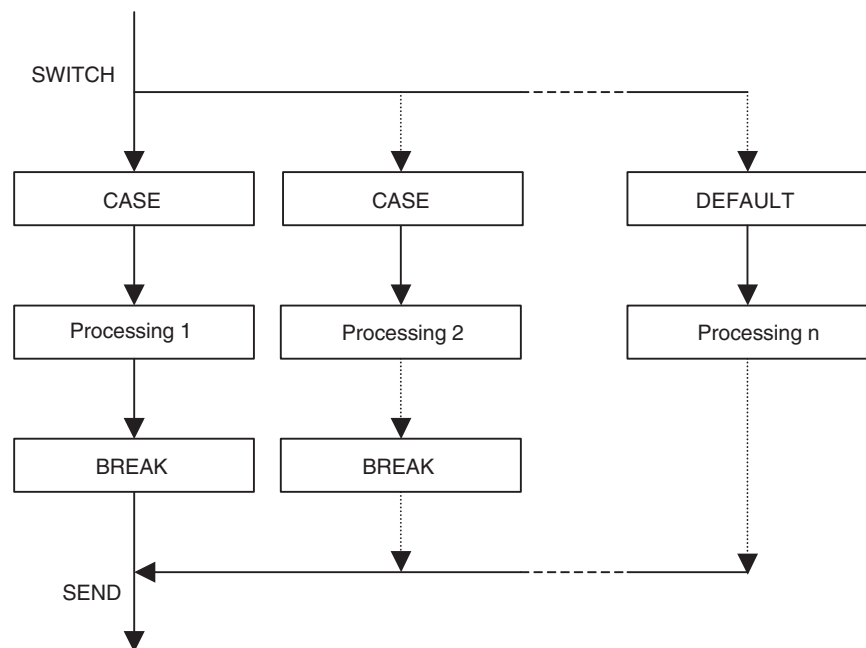 SWITCH
CASE
CASE
DEFAULT
Processing 1
Processing 2
Processing n
BREAK
BREAK
SEND